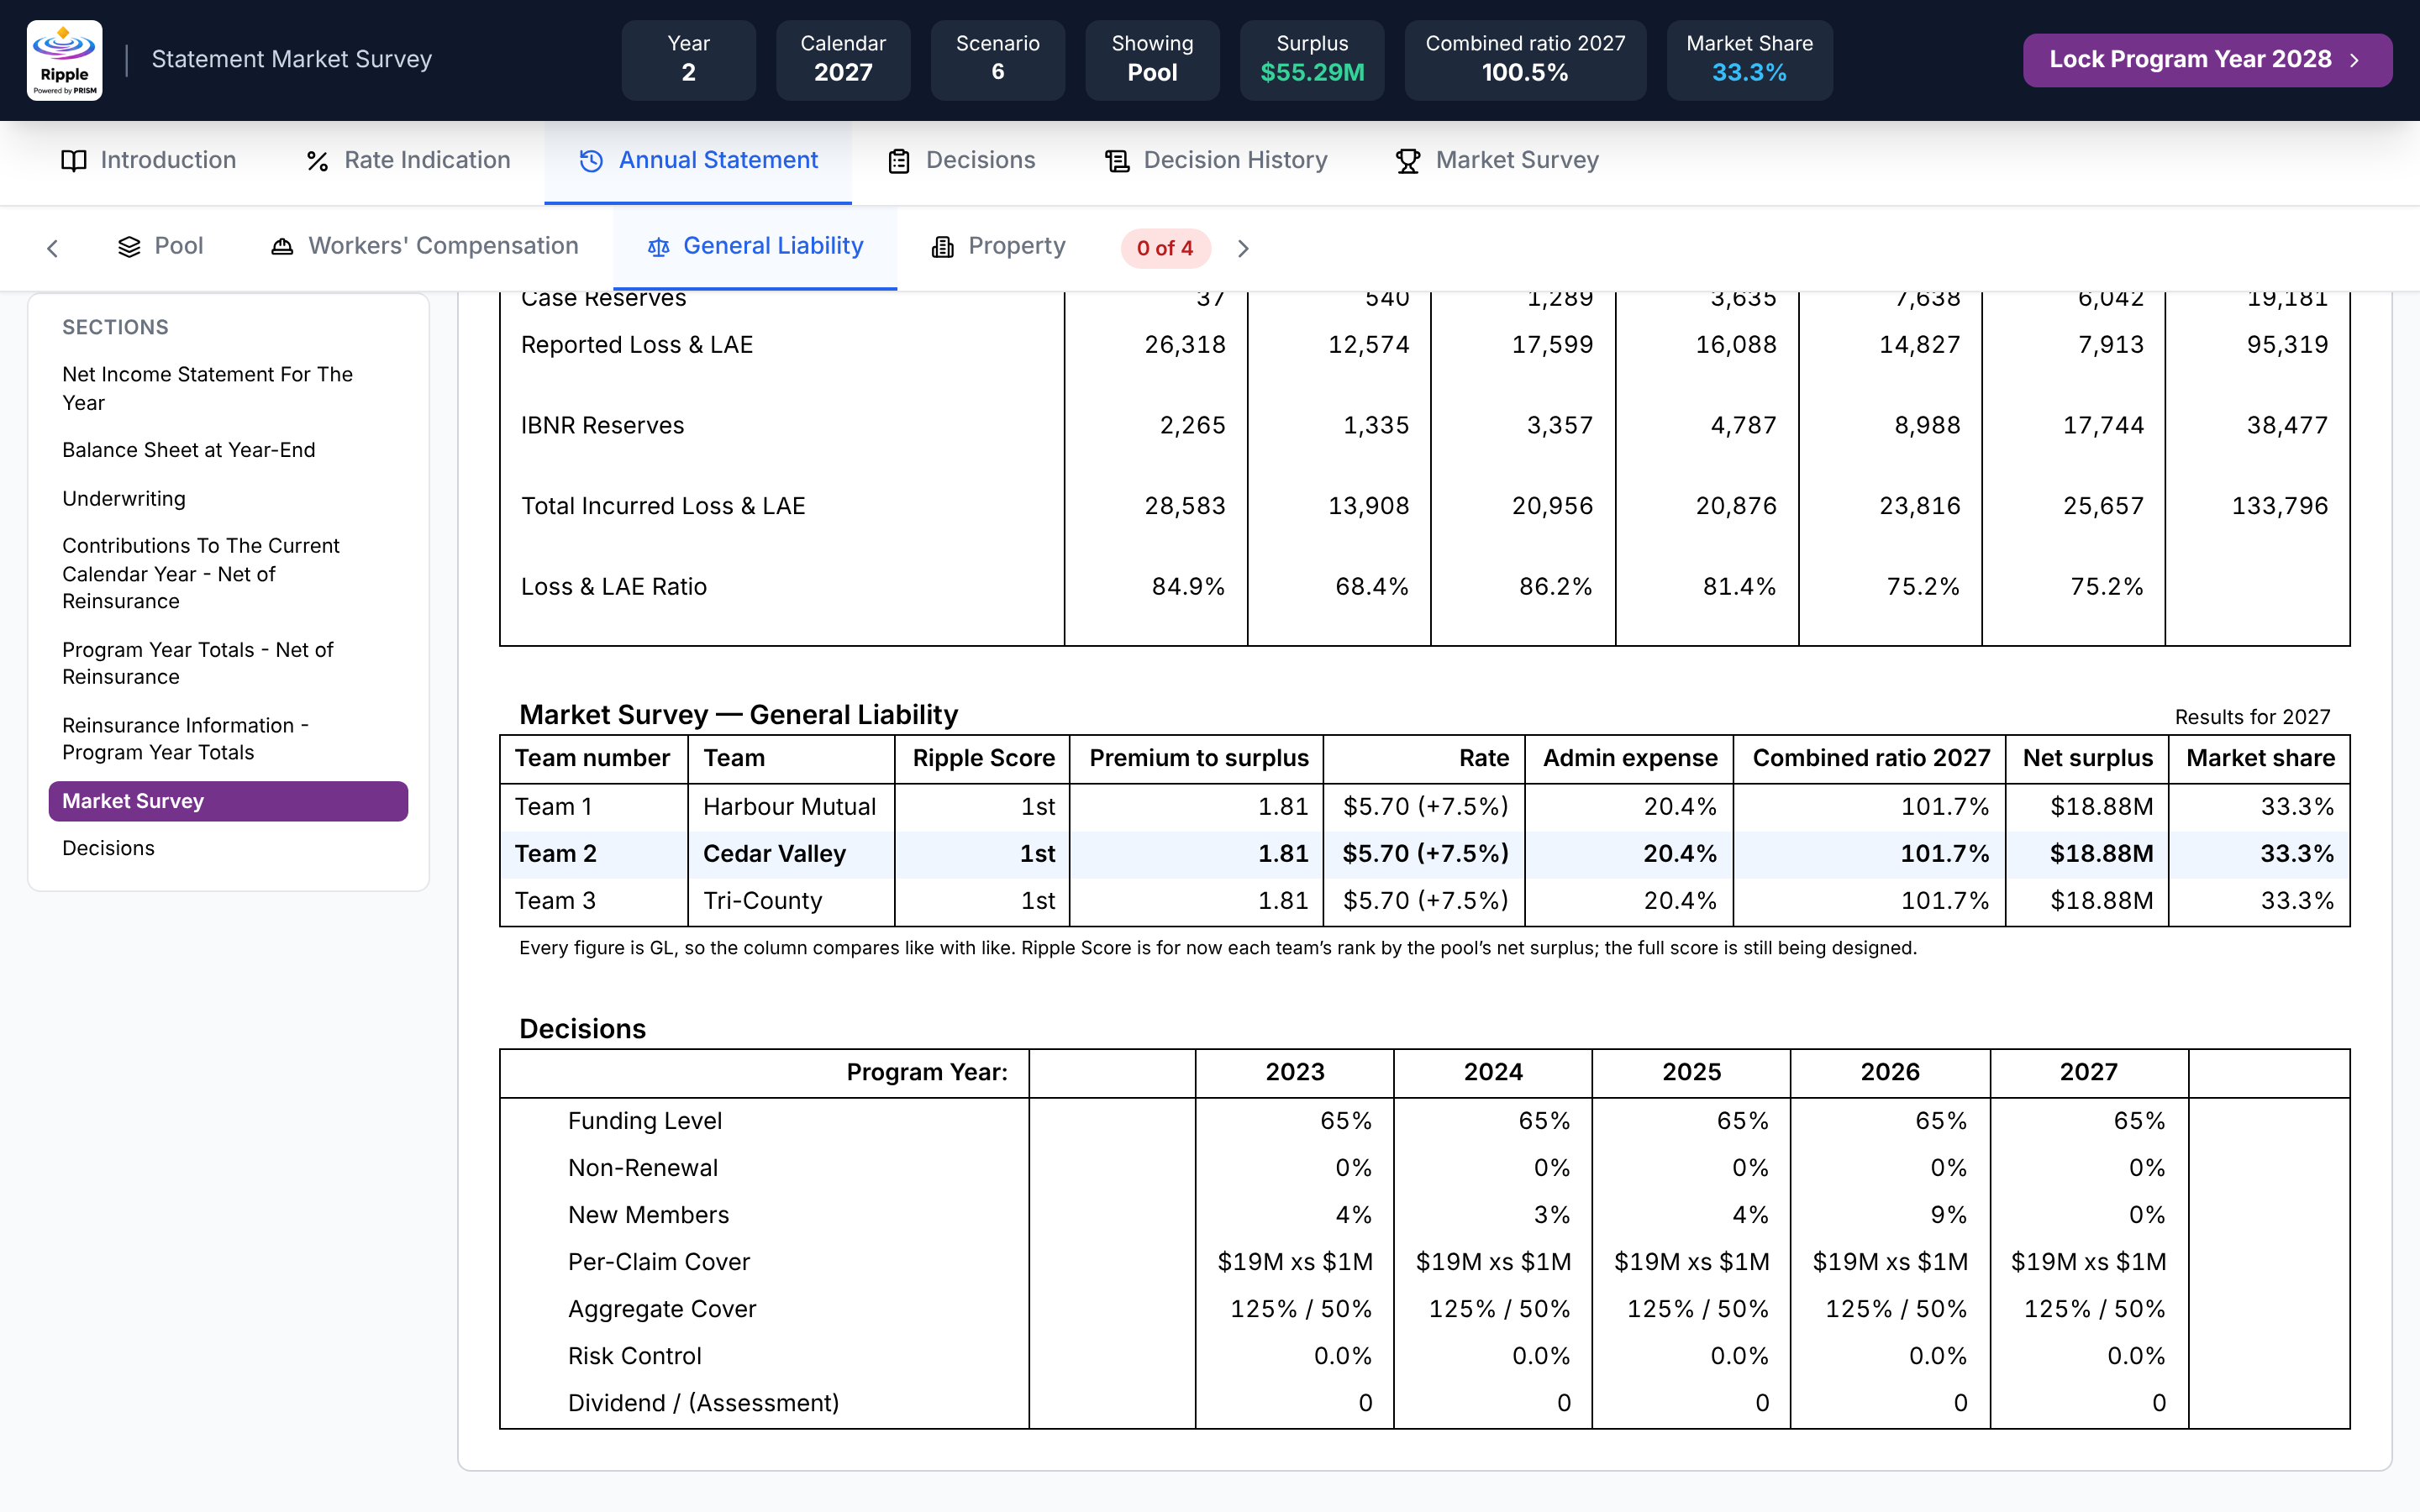 Ripple
Powered by PRISM
Statement Market Survey
Year
2
Calendar
2027
Scenario
6
Showing
Pool
Surplus
$55.29M
Combined ratio 2027
100.5%
Market Share
33.3%
Lock Program Year 2028
Introduction
Rate Indication
Annual Statement
Decisions
Decision History
Market Survey
Pool
Workers' Compensation
General Liability
Property
0 of 4
SECTIONS
Net Income Statement For The
Year
Balance Sheet at Year-End
Underwriting
Contributions To The Current
Calendar Year - Net of
Reinsurance
Program Year Totals - Net of
Reinsurance
Reinsurance Information -
Program Year Totals
Market Survey
Decisions
Case Reserves 37 540 1,289 3,635 7,638 6,042 19,181
Reported Loss & LAE 26,318 12,574 17,599 16,088 14,827 7,913 95,319
IBNR Reserves 2,265 1,335 3,357 4,787 8,988 17,744 38,477
Total Incurred Loss & LAE 28,583 13,908 20,956 20,876 23,816 25,657 133,796
Loss & LAE Ratio 84.9% 68.4% 86.2% 81.4% 75.2% 75.2%
Market Survey — General Liability
Results for 2027
Team number Team Ripple Score Premium to surplus Rate Admin expense Combined ratio 2027 Net surplus Market share
Team 1 Harbour Mutual 1st 1.81 $5.70 (+7.5%) 20.4% 101.7% $18.88M 33.3%
Team 2 Cedar Valley 1st 1.81 $5.70 (+7.5%) 20.4% 101.7% $18.88M 33.3%
Team 3 Tri-County 1st 1.81 $5.70 (+7.5%) 20.4% 101.7% $18.88M 33.3%
Every figure is GL, so the column compares like with like. Ripple Score is for now each team’s rank by the pool’s net surplus; the full score is still being designed.
Decisions
Program Year: 2023 2024 2025 2026 2027
Funding Level 65% 65% 65% 65% 65%
Non-Renewal 0% 0% 0% 0% 0%
New Members 4% 3% 4% 9% 0%
Per-Claim Cover $19M xs $1M $19M xs $1M $19M xs $1M $19M xs $1M $19M xs $1M
Aggregate Cover 125% / 50% 125% / 50% 125% / 50% 125% / 50% 125% / 50%
Risk Control 0.0% 0.0% 0.0% 0.0% 0.0%
Dividend / (Assessment) 0 0 0 0 0